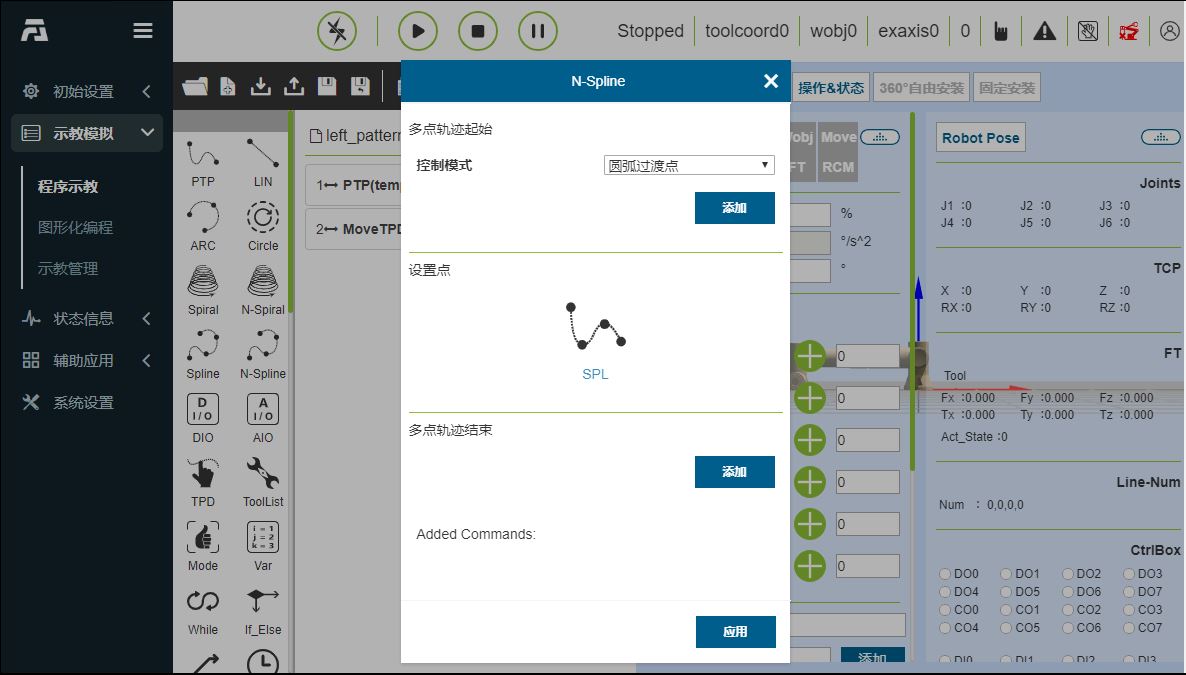 Stopped
toolcoord0
wobj0
exaxis0
0
初始设置
示教模拟
程序示教
图形化编程
示教管理
状态信息
辅助应用
系统设置
PTP
LIN
ARC
Circle
Spiral
N-Spiral
Spline
N-Spline
D
I/O
DIO
A
I/O
AIO
TPD
ToolList
Mode
i = 1
j = 2
k = 3
Var
While
If_Else
left_pattern
1 PTP(temp
2 MoveTPD
N-Spline
多点轨迹起始
控制模式
圆弧过渡点
添加
设置点
SPL
多点轨迹结束
添加
Added Commands:
应用
操作&状态
360°自由安装
固定安装
obj
Move
FT
RCM
%
°/s^2
°
0
0
0
0
0
0
添加
Robot Pose
Joints
J1 :0 J2 :0 J3 :0
J4 :0 J5 :0 J6 :0
TCP
X :0 Y :0 Z :0
RX :0 RY :0 RZ :0
FT
Tool
Fx :0.000 Fy :0.000 Fz :0.000
Tx :0.000 Ty :0.000 Tz :0.000
Act_State :0
Line-Num
Num : 0,0,0,0
CtrlBox
DO0 DO1 DO2 DO3
DO4 DO5 DO6 DO7
CO0 CO1 CO2 CO3
CO4 CO5 CO6 CO7
DI0 DI1 DI2 DI3